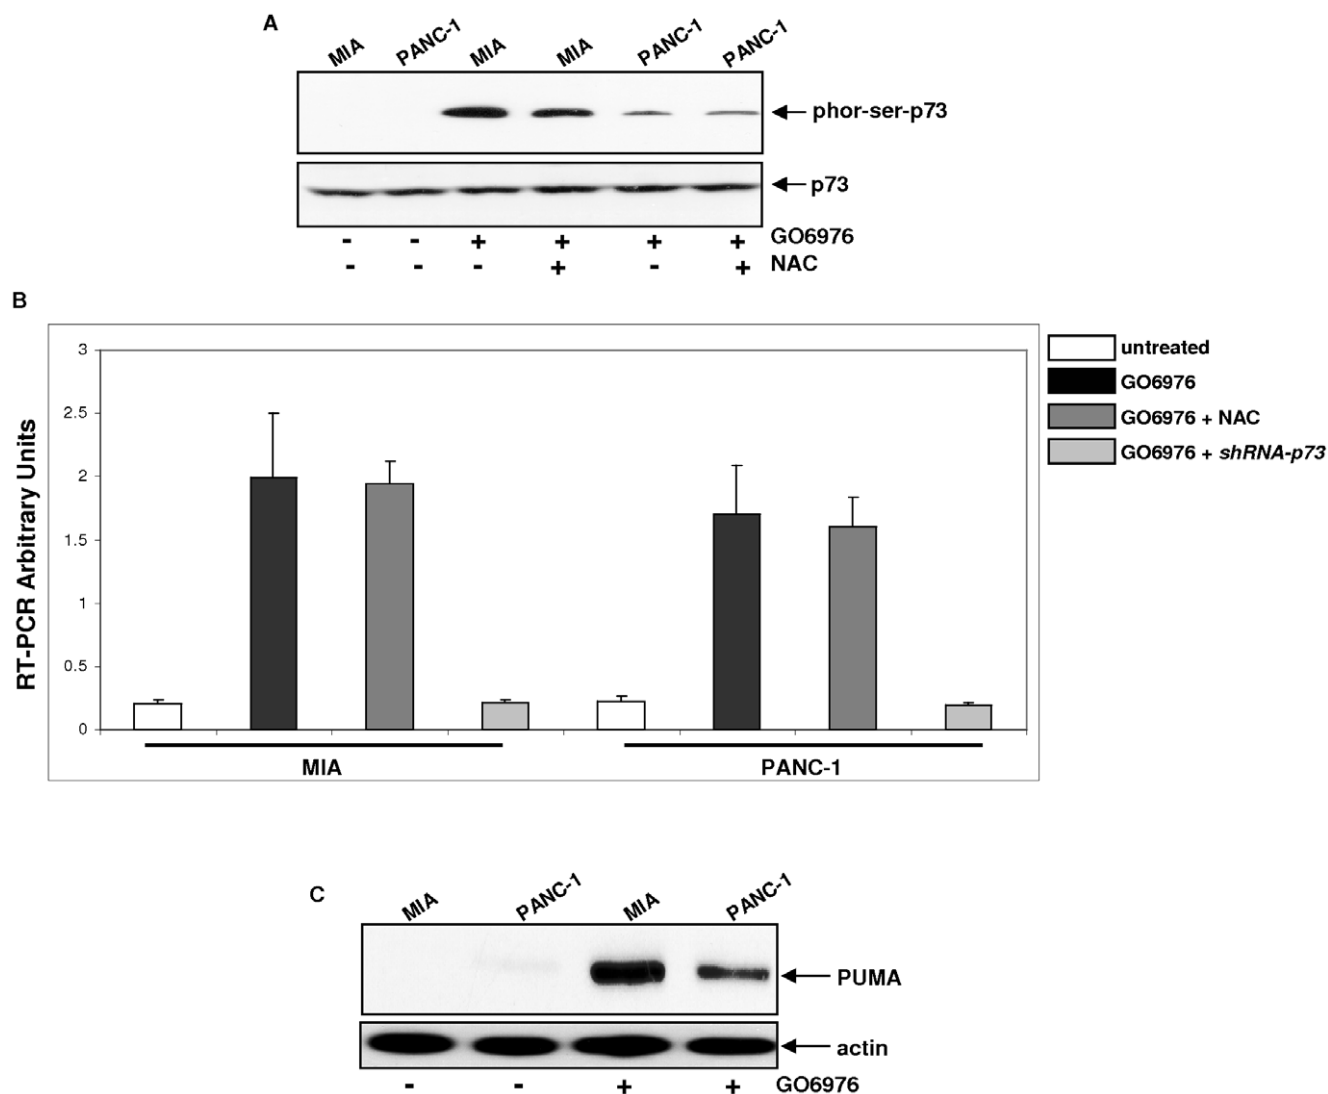 A
MIA PANC-1 MIA MIA PANC-1 PANC-1
phor-ser-p73
p73
- - + + + + GO6976
- - - + - + NAC
B
3
2.5
2
1.5
1
0.5
0
RT-PCR Arbitrary Units
MIA PANC-1
untreated
GO6976
GO6976 + NAC
GO6976 + shRNA-p73
C
MIA PANC-1 MIA PANC-1
PUMA
actin
- - + + GO6976